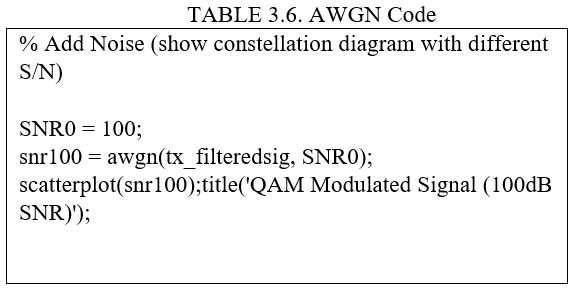 TABLE 3.6. AWGN Code
% Add Noise (show constellation diagram with different
S/N)
SNR0 = 100;
snr100 = awgn(tx_filteredsig, SNR0);
scatterplot(snr100);title('QAM Modulated Signal (100dB
SNR)');